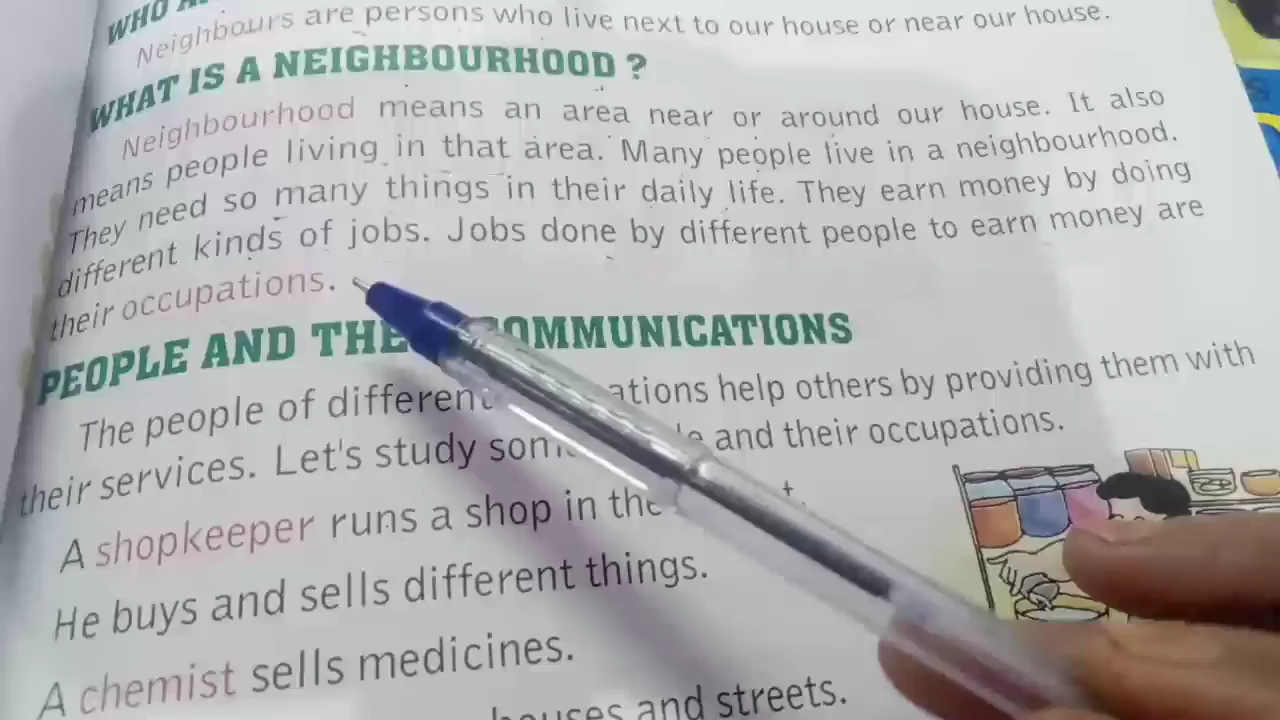 WHO
Neighbours are persons who live next to our house or near our house.
WHAT IS A NEIGHBOURHOOD ?
Neighbourhood means an area near or around our house. It also
means people living in that area. Many people live in a neighbourhood.
They need so many things in their daily life. They earn money by doing
different kinds of jobs. Jobs done by different people to earn money are
their occupations.
PEOPLE AND COMMUNICATIONS
The people of different help others by providing them with
their services. Let's study and their occupations.
A shopkeeper runs a shop in the
He buys and sells different things.
A chemist sells medicines.
houses and streets.